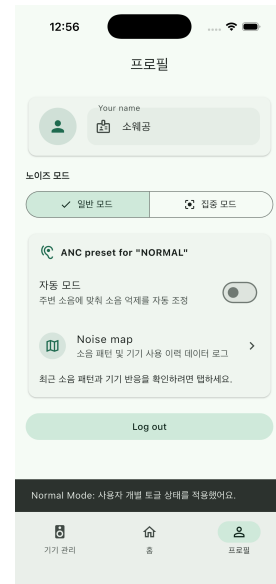 12:56
프로필
Your name
소웨공
노이즈 모드
일반 모드
집중 모드
ANC preset for "NORMAL"
자동 모드
주변 소음에 맞춰 소음 억제를 자동 조정
Noise map
소음 패턴 및 기기 사용 이력 데이터 로그
최근 소음 패턴과 기기 반응을 확인하려면 탭하세요.
Log out
Normal Mode: 사용자 개별 토글 상태를 적용했어요.
기기 관리
홈
프로필